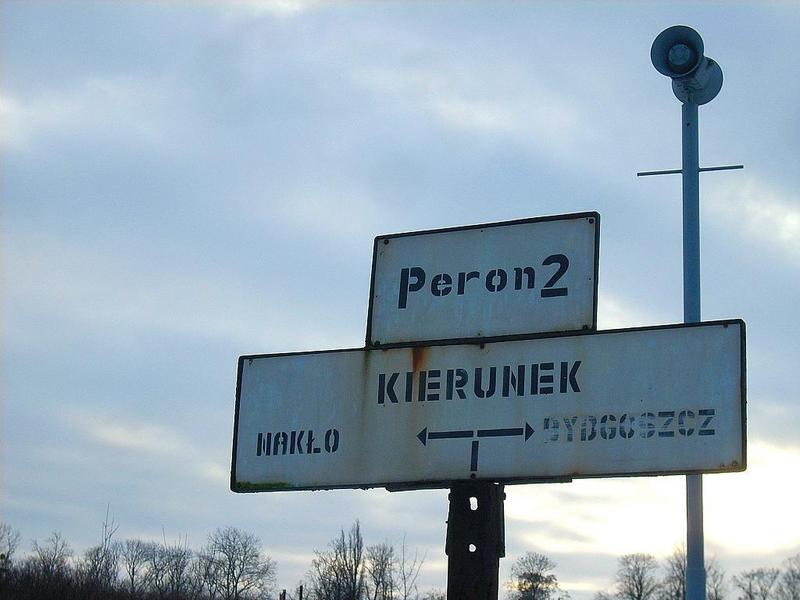 Peron 2
KIERUNEK
NAKŁO BYDGOSZCZ